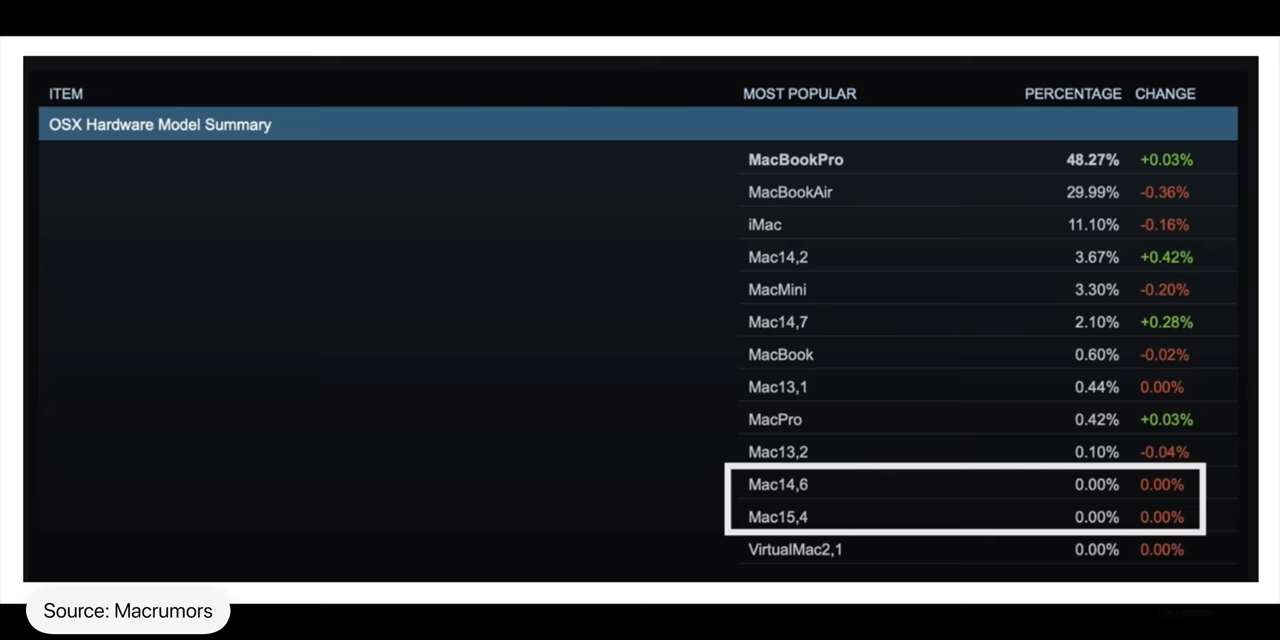 ITEM MOST POPULAR PERCENTAGE CHANGE
OSX Hardware Model Summary
MacBookPro 48.27% +0.03%
MacBookAir 29.99% -0.36%
iMac 11.10% -0.16%
Mac14,2 3.67% +0.42%
MacMini 3.30% -0.20%
Mac14,7 2.10% +0.28%
MacBook 0.60% -0.02%
Mac13,1 0.44% 0.00%
MacPro 0.42% +0.03%
Mac13,2 0.10% -0.04%
Mac14,6 0.00% 0.00%
Mac15,4 0.00% 0.00%
VirtualMac2,1 0.00% 0.00%
Source: Macrumors